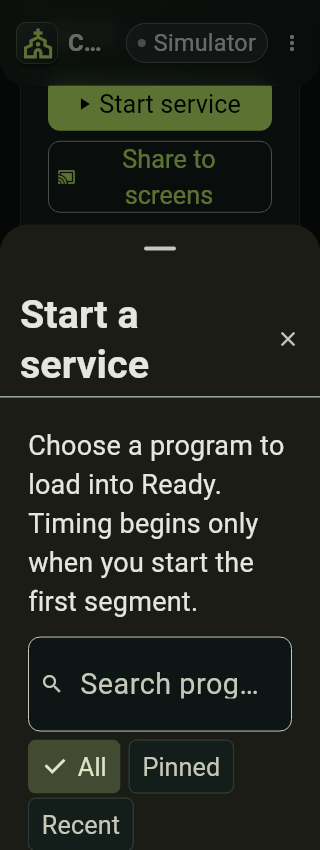 C...
Simulator
Start service
Share to
screens
Start a
service
Choose a program to
load into Ready.
Timing begins only
when you start the
first segment.
Search prog...
All
Pinned
Recent